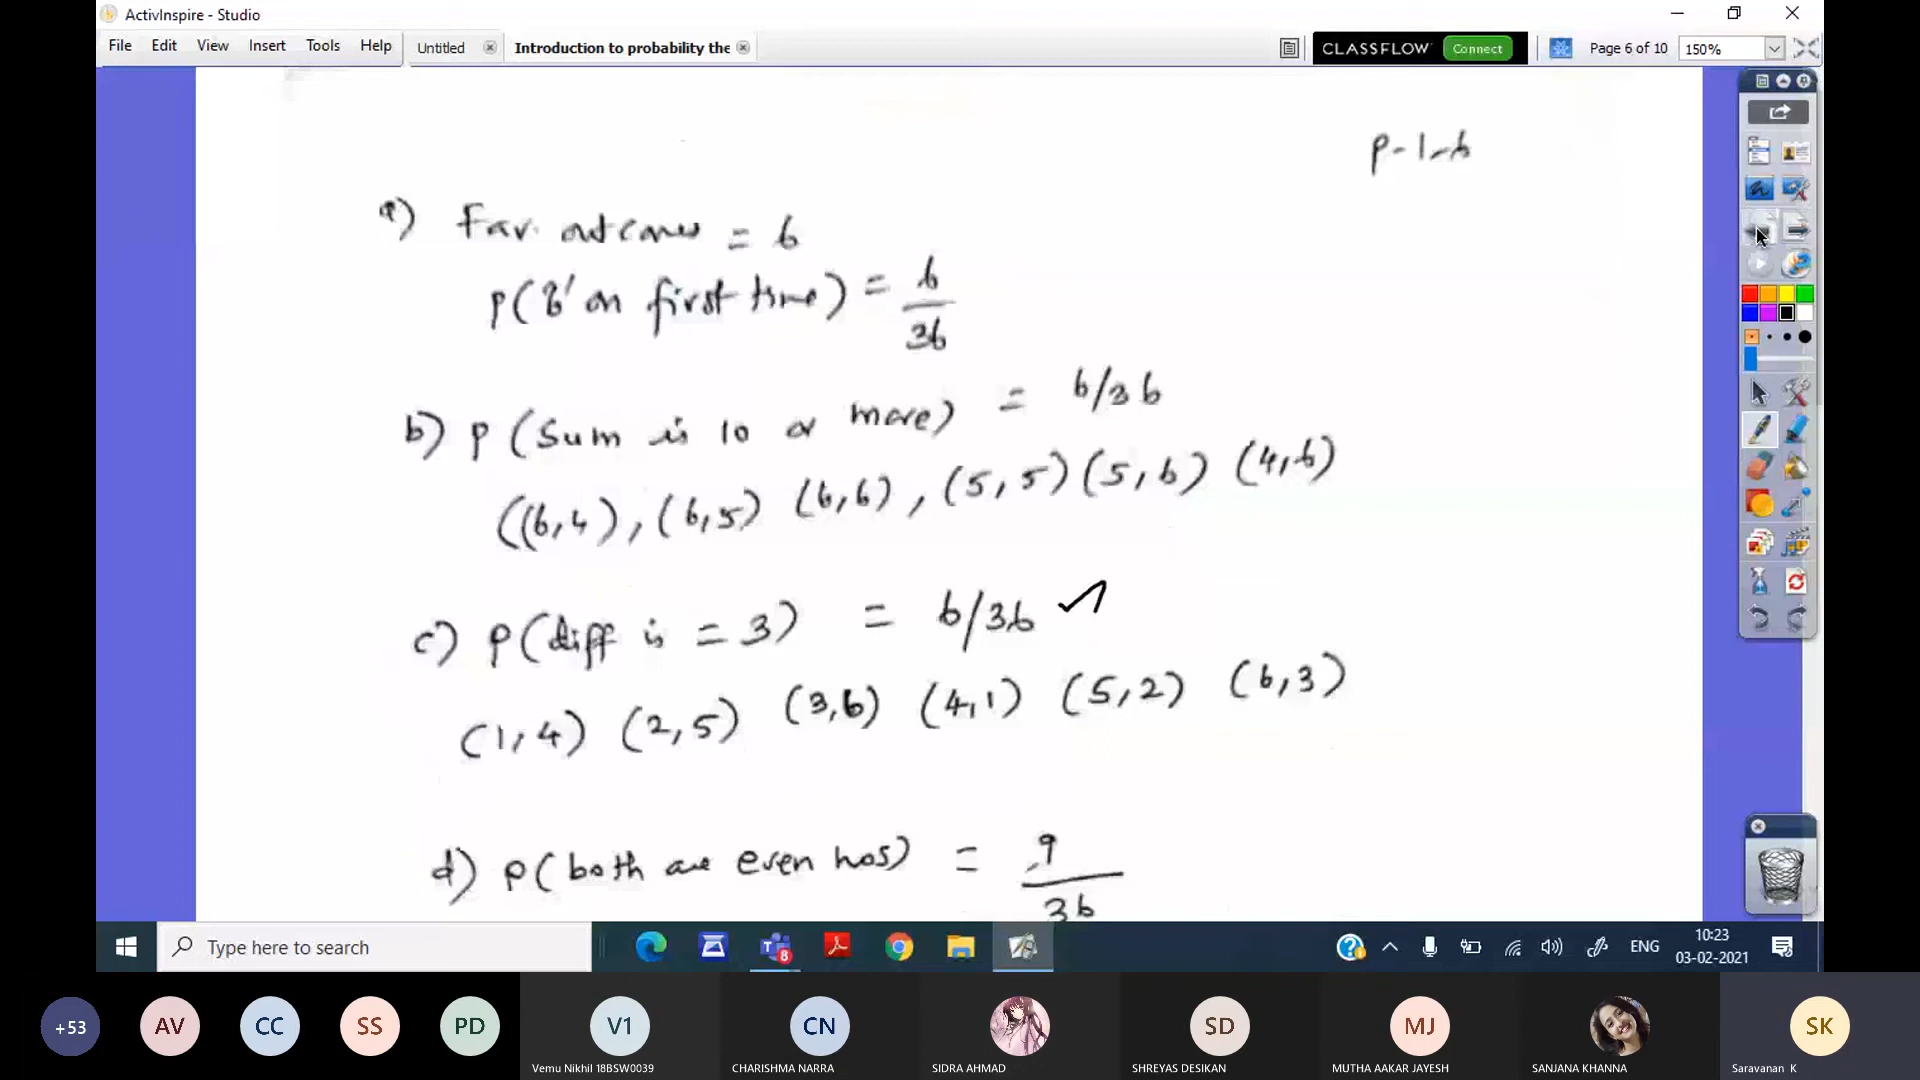 ActivInspire - Studio
File Edit View Insert Tools Help Untitled Introduction to probability the CLASSFLOW Connect Page 6 of 10 150%
P-1-6
a) Fav. outcomes = 6
P('6' on first time) = 6/36
b) P(Sum is 10 or more) = 6/36
((6,4), (6,5) (6,6), (5,5) (5,6) (4,6)
c) P(diff is = 3) = 6/36 ✓
(1,4) (2,5) (3,6) (4,1) (5,2) (6,3)
d) P(both are even nos) = 9/36
Type here to search 8 ENG 10:23
03-02-2021
+53 AV CC SS PD V1 CN SD MJ SK
Vemu Nikhil 18BSW0039 CHARISHMA NARRA SIDRA AHMAD SHREYAS DESIKAN MUTHA AAKAR JAYESH SANJANA KHANNA Saravanan K